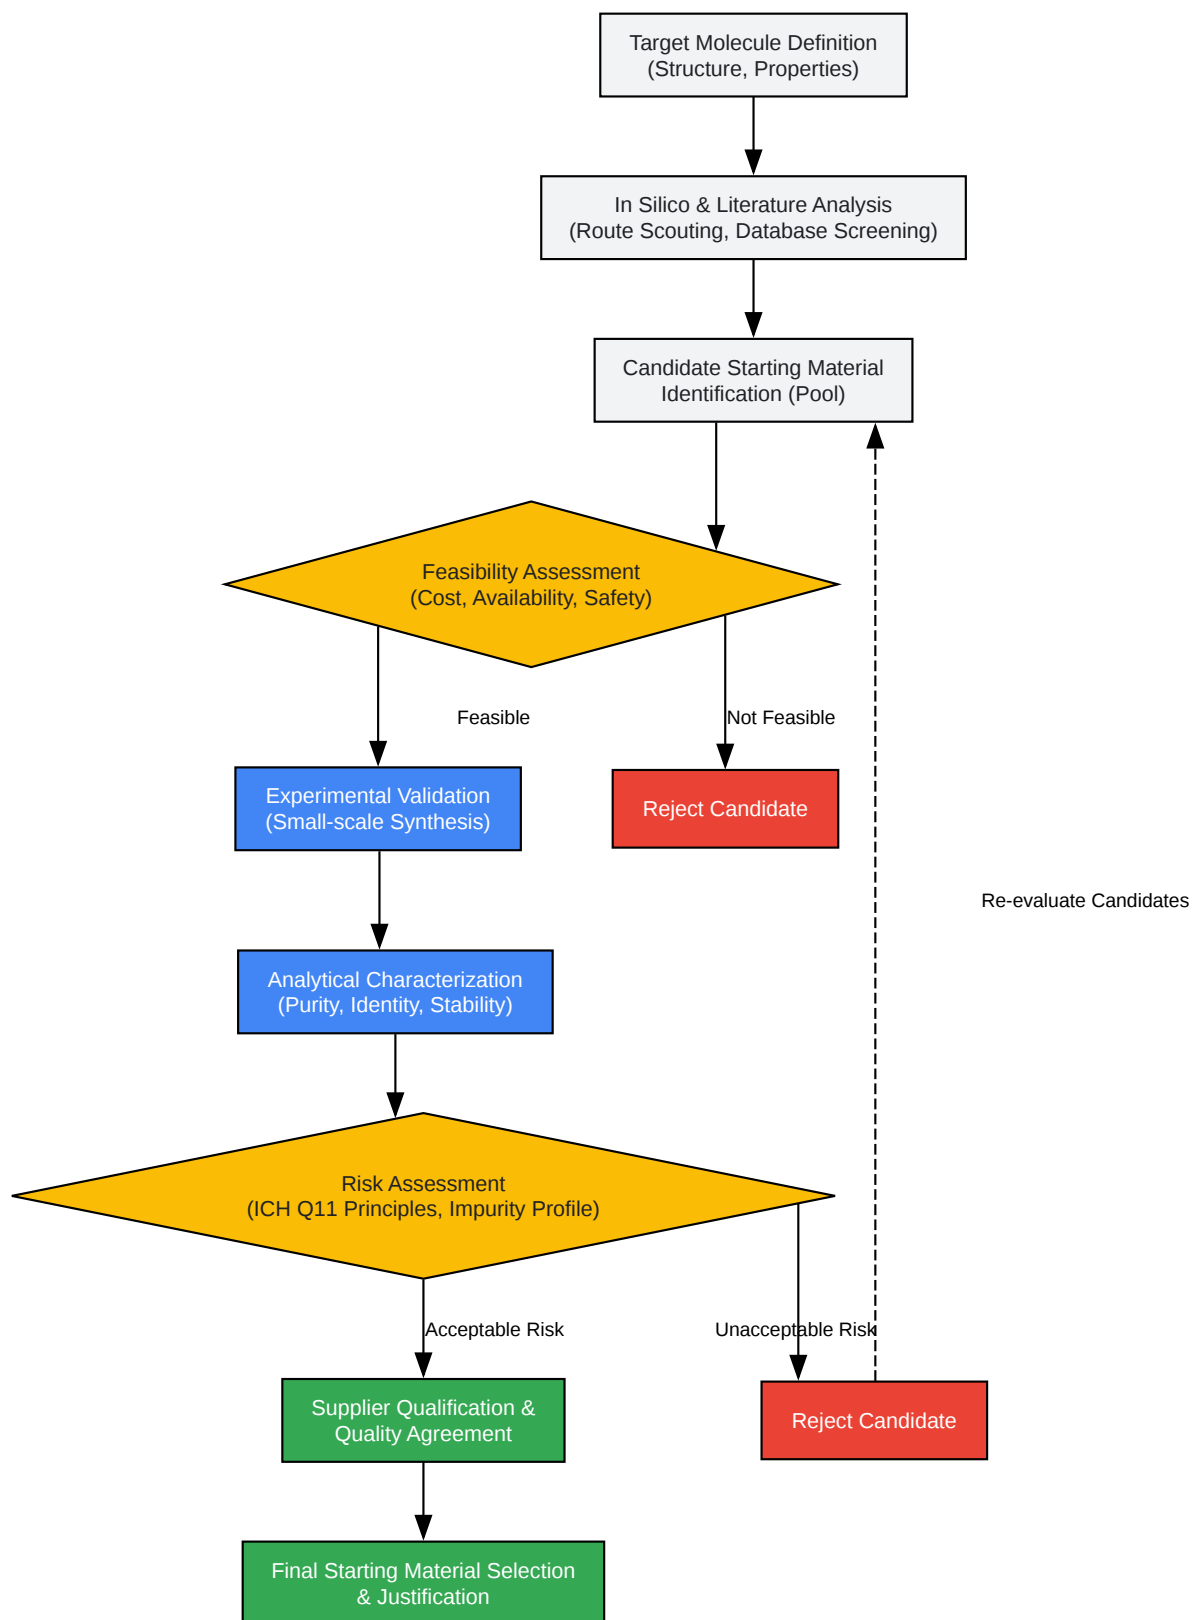 Target Molecule Definition
(Structure, Properties)
In Silico & Literature Analysis
(Route Scouting, Database Screening)
Candidate Starting Material
Identification (Pool)
Feasibility Assessment
(Cost, Availability, Safety)
Feasible
Not Feasible
Experimental Validation
(Small-scale Synthesis)
Reject Candidate
Re-evaluate Candidates
Analytical Characterization
(Purity, Identity, Stability)
Risk Assessment
(ICH Q11 Principles, Impurity Profile)
Acceptable Risk
Unacceptable Risk
Supplier Qualification &
Quality Agreement
Reject Candidate
Final Starting Material Selection
& Justification